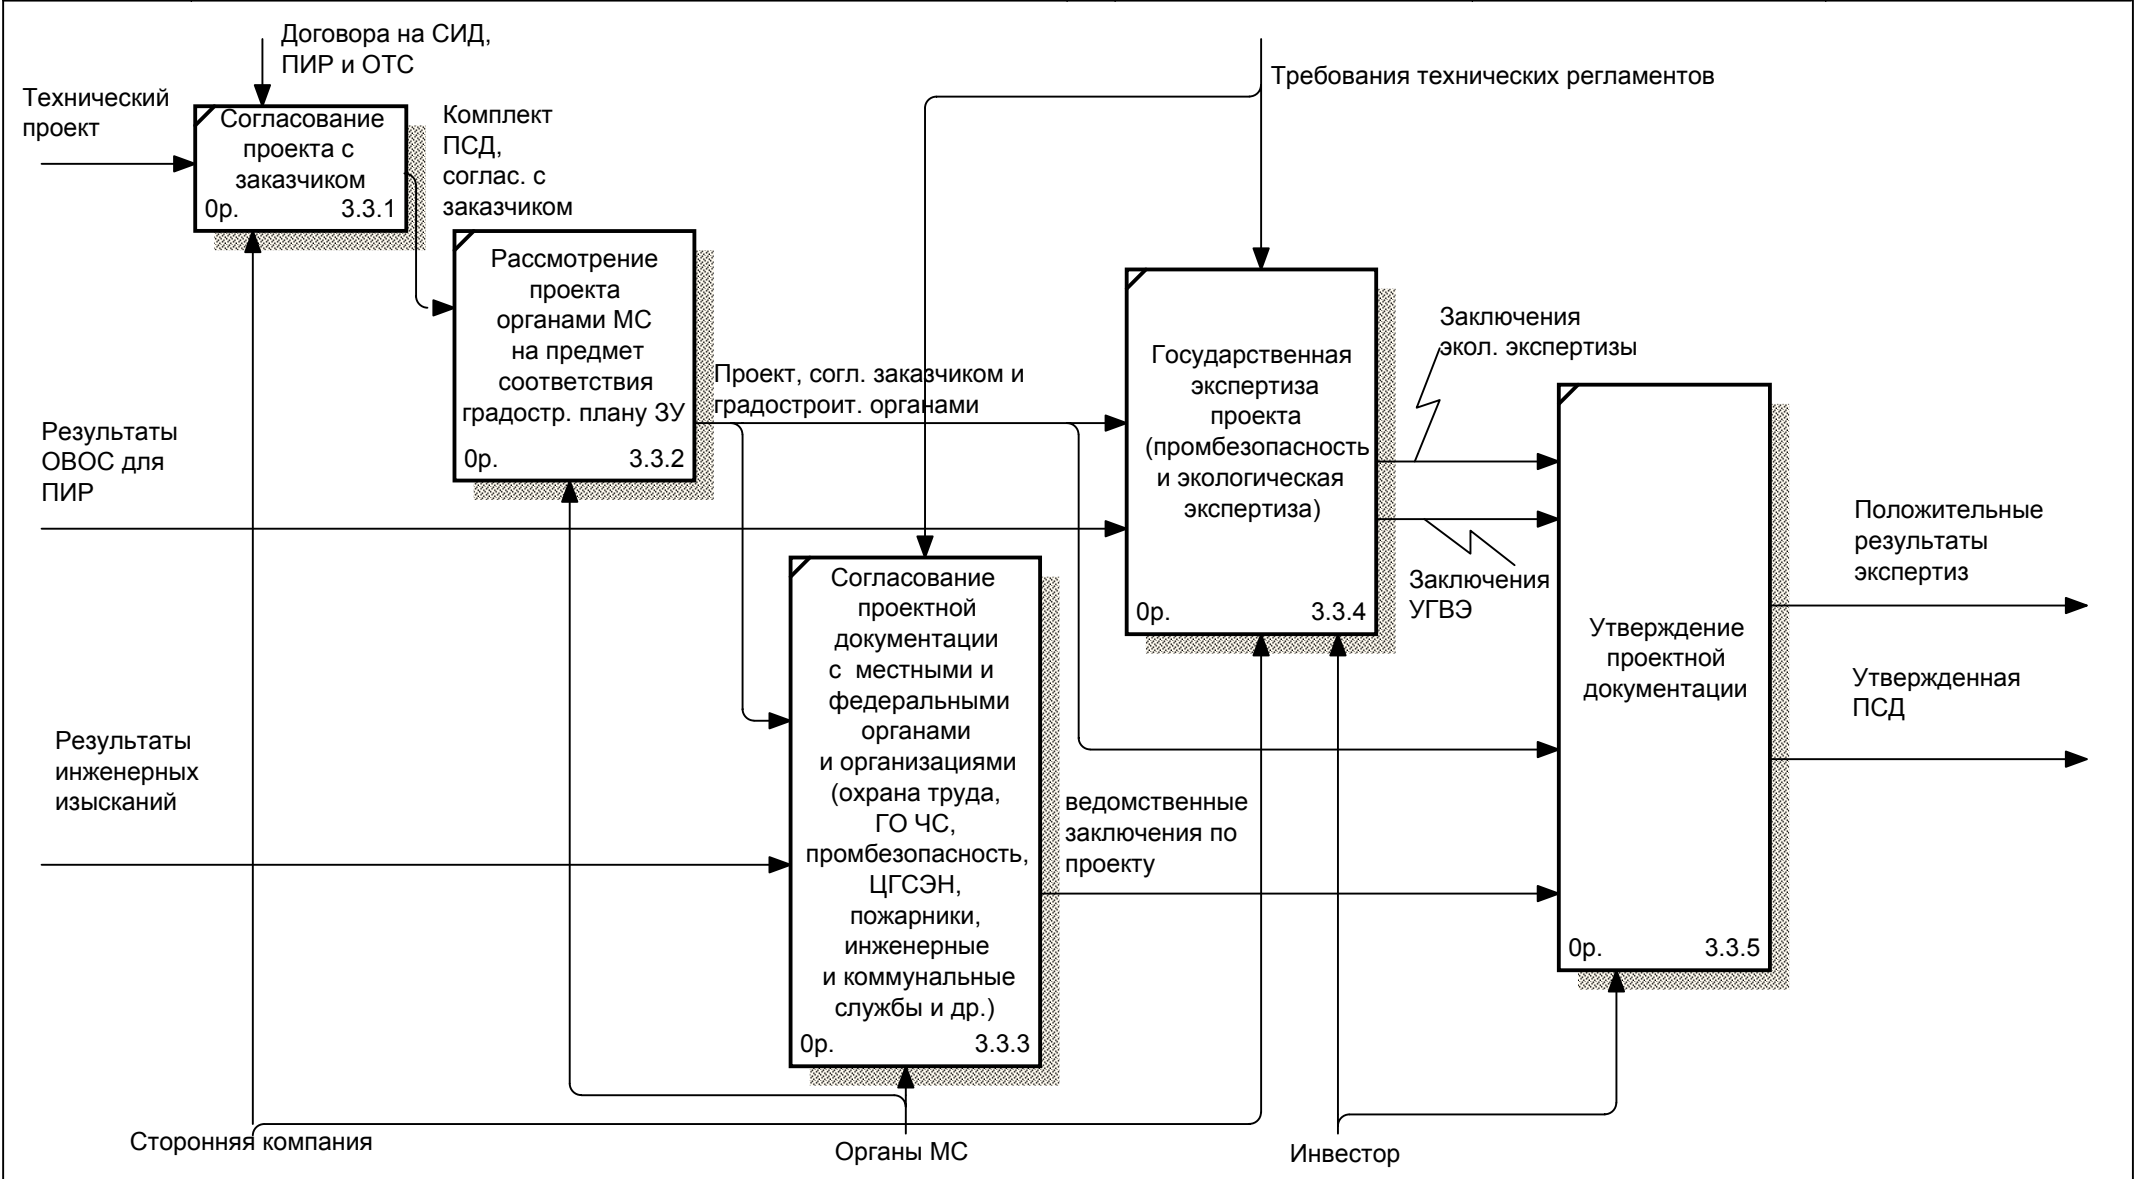 Договора на СИД,
ПИР и ОТС
Требования технических регламентов
Технический
проект
Согласование
проекта с
заказчиком
0р. 3.3.1
Комплект
ПСД,
соглас. с
заказчиком
Рассмотрение
проекта
органами МС
на предмет
соответствия
градостр. плану ЗУ
0р. 3.3.2
Проект, согл. заказчиком и
градостроит. органами
Государственная
экспертиза
проекта
(промбезопасность
и экологическая
экспертиза)
0р. 3.3.4
Заключения
экол. экспертизы
Заключения
УГВЭ
Результаты
ОВОС для
ПИР
Результаты
инженерных
изысканий
Согласование
проектной
документации
с местными и
федеральными
органами
и организациями
(охрана труда,
ГО ЧС,
промбезопасность,
ЦГСЭН,
пожарники,
инженерные
и коммунальные
службы и др.)
0р. 3.3.3
ведомственные
заключения по
проекту
Утверждение
проектной
документации
0р. 3.3.5
Положительные
результаты
экспертиз
Утвержденная
ПСД
Сторонняя компания
Органы МС
Инвестор